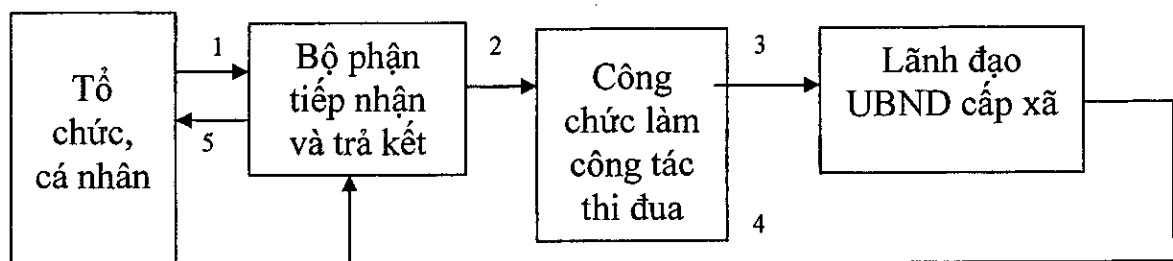 Tổ
chức,
cá nhân
1
5
Bộ phận
tiếp nhận
và trả kết
2
Công
chức làm
công tác
thi đua
3
4
Lãnh đạo
UBND cấp xã